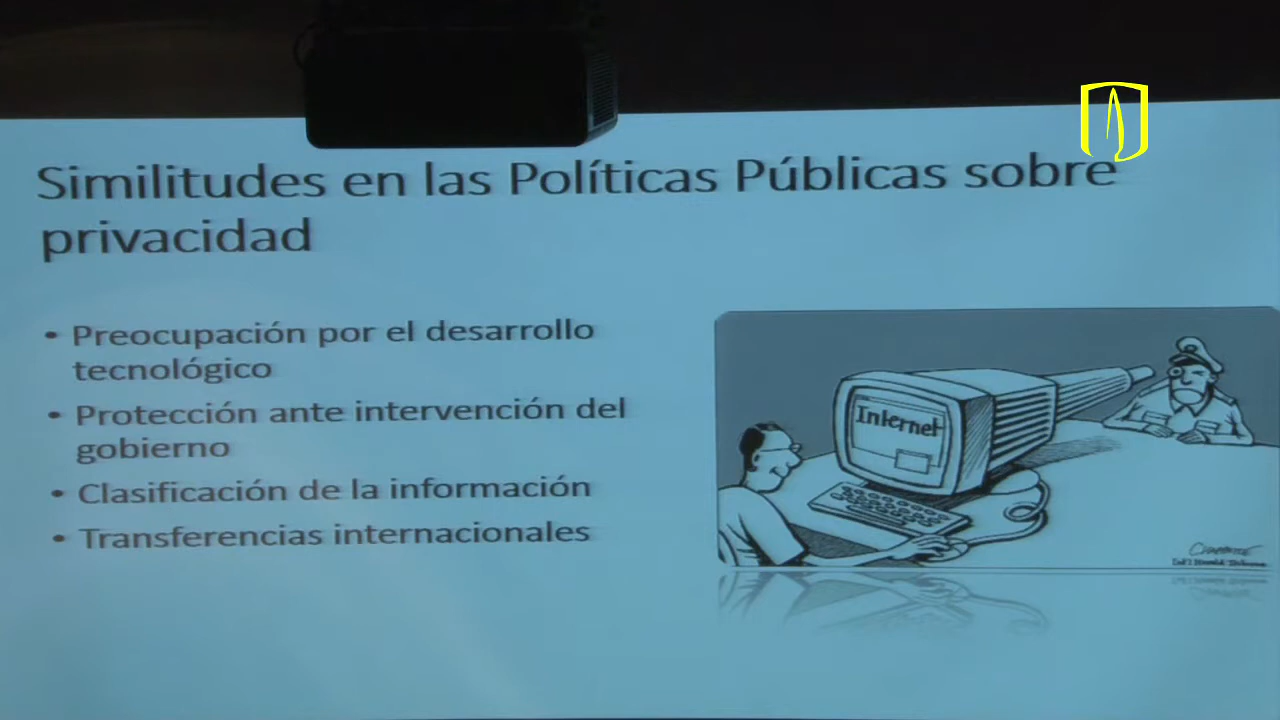 Similitudes en las Políticas Públicas sobre
privacidad
• Preocupación por el desarrollo
tecnológico
• Protección ante intervención del
gobierno
• Clasificación de la información
• Transferencias internacionales
Internet